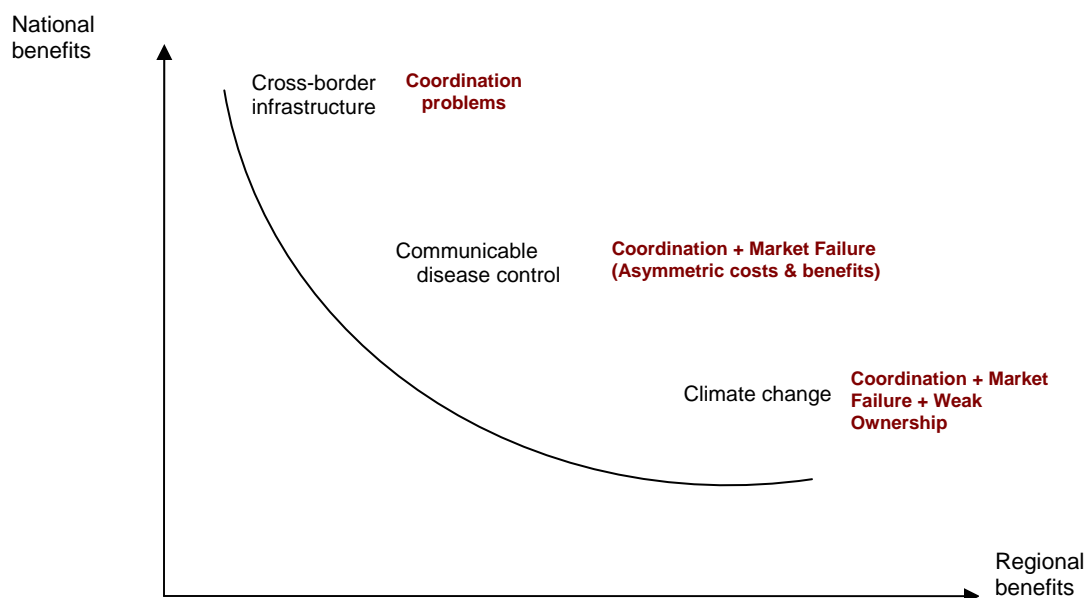 National
benefits
Cross-border
infrastructure
Coordination
problems
Communicable
disease control
Coordination + Market Failure
(Asymmetric costs & benefits)
Climate change
Coordination + Market
Failure + Weak
Ownership
Regional
benefits